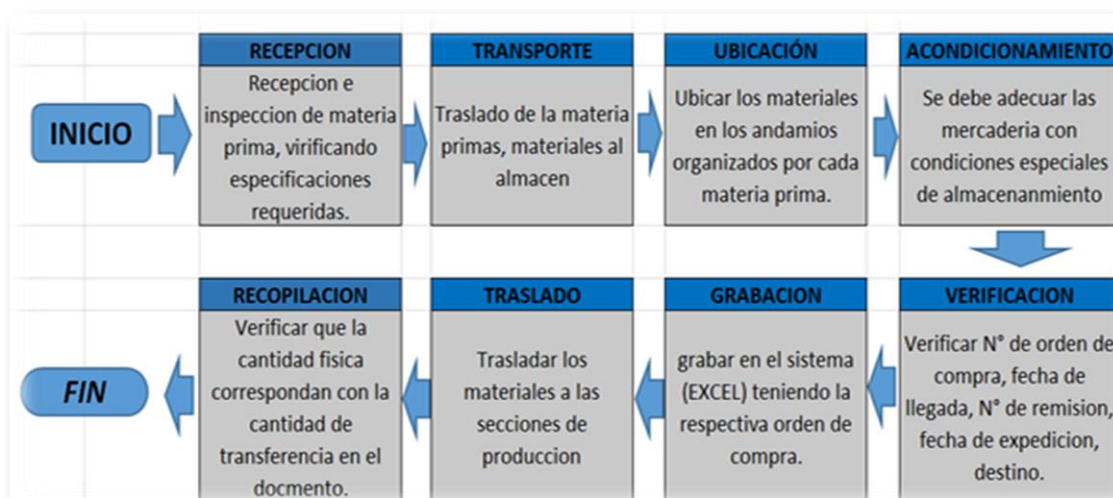 INICIO
RECEPCION
Recepcion e
inspeccion de materia
prima, virificando
especificaciones
requeridas.
TRANSPORTE
Traslado de la materia
primas, materiales al
almacen
UBICACIÓN
Ubicar los materiales
en los andamios
organizados por cada
materia prima.
ACONDICIONAMIENTO
Se debe adecuar las
mercaderia con
condiciones especiales
de almacenanmiento
VERIFICACION
Verificar N° de orden de
compra, fecha de
llegada, N° de remision,
fecha de expedicion,
destino.
GRABACION
grabar en el sistema
(EXCEL) teniendo la
respectiva orden de
compra.
TRASLADO
Trasladar los
materiales a las
secciones de
produccion
RECOPILACION
Verificar que la
cantidad fisica
correspondan con la
cantidad de
transferencia en el
docmento.
FIN